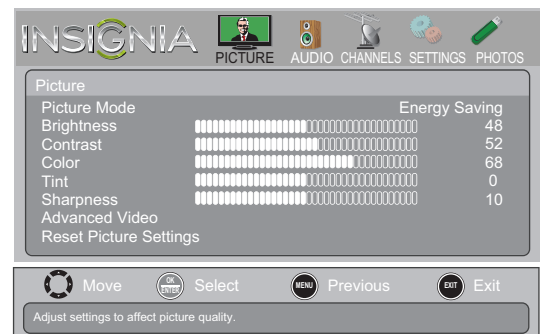 INSIGNIA
PICTURE AUDIO CHANNELS SETTINGS PHOTOS
Picture
Picture Mode Energy Saving
Brightness 48
Contrast 52
Color 68
Tint 0
Sharpness 10
Advanced Video
Reset Picture Settings
Move OK ENTER Select MENU Previous EXIT Exit
Adjust settings to affect picture quality.